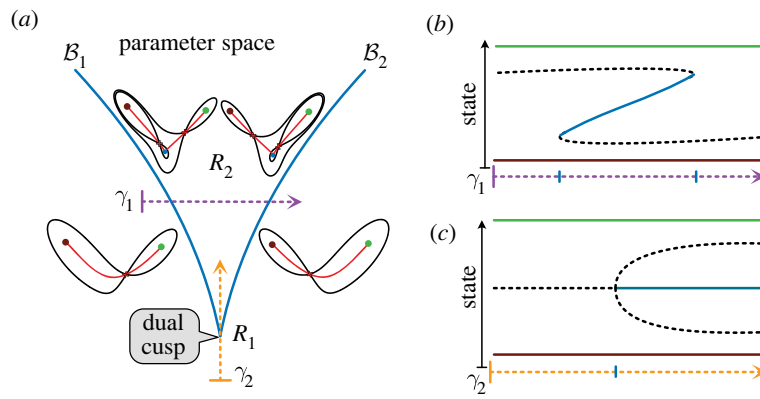 (a)
parameter space
ℬ₁
ℬ₂
R₂
γ₁
dual
cusp
R₁
γ₂
(b)
state
γ₁
(c)
state
γ₂